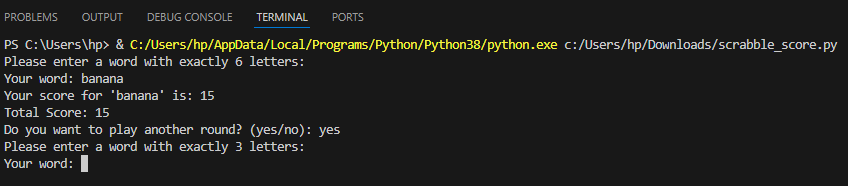 PROBLEMS OUTPUT DEBUG CONSOLE TERMINAL PORTS
PS C:\Users\hp> & C:/Users/hp/AppData/Local/Programs/Python/Python38/python.exe c:/Users/hp/Downloads/scrabble_score.py
Please enter a word with exactly 6 letters:
Your word: banana
Your score for 'banana' is: 15
Total Score: 15
Do you want to play another round? (yes/no): yes
Please enter a word with exactly 3 letters:
Your word: